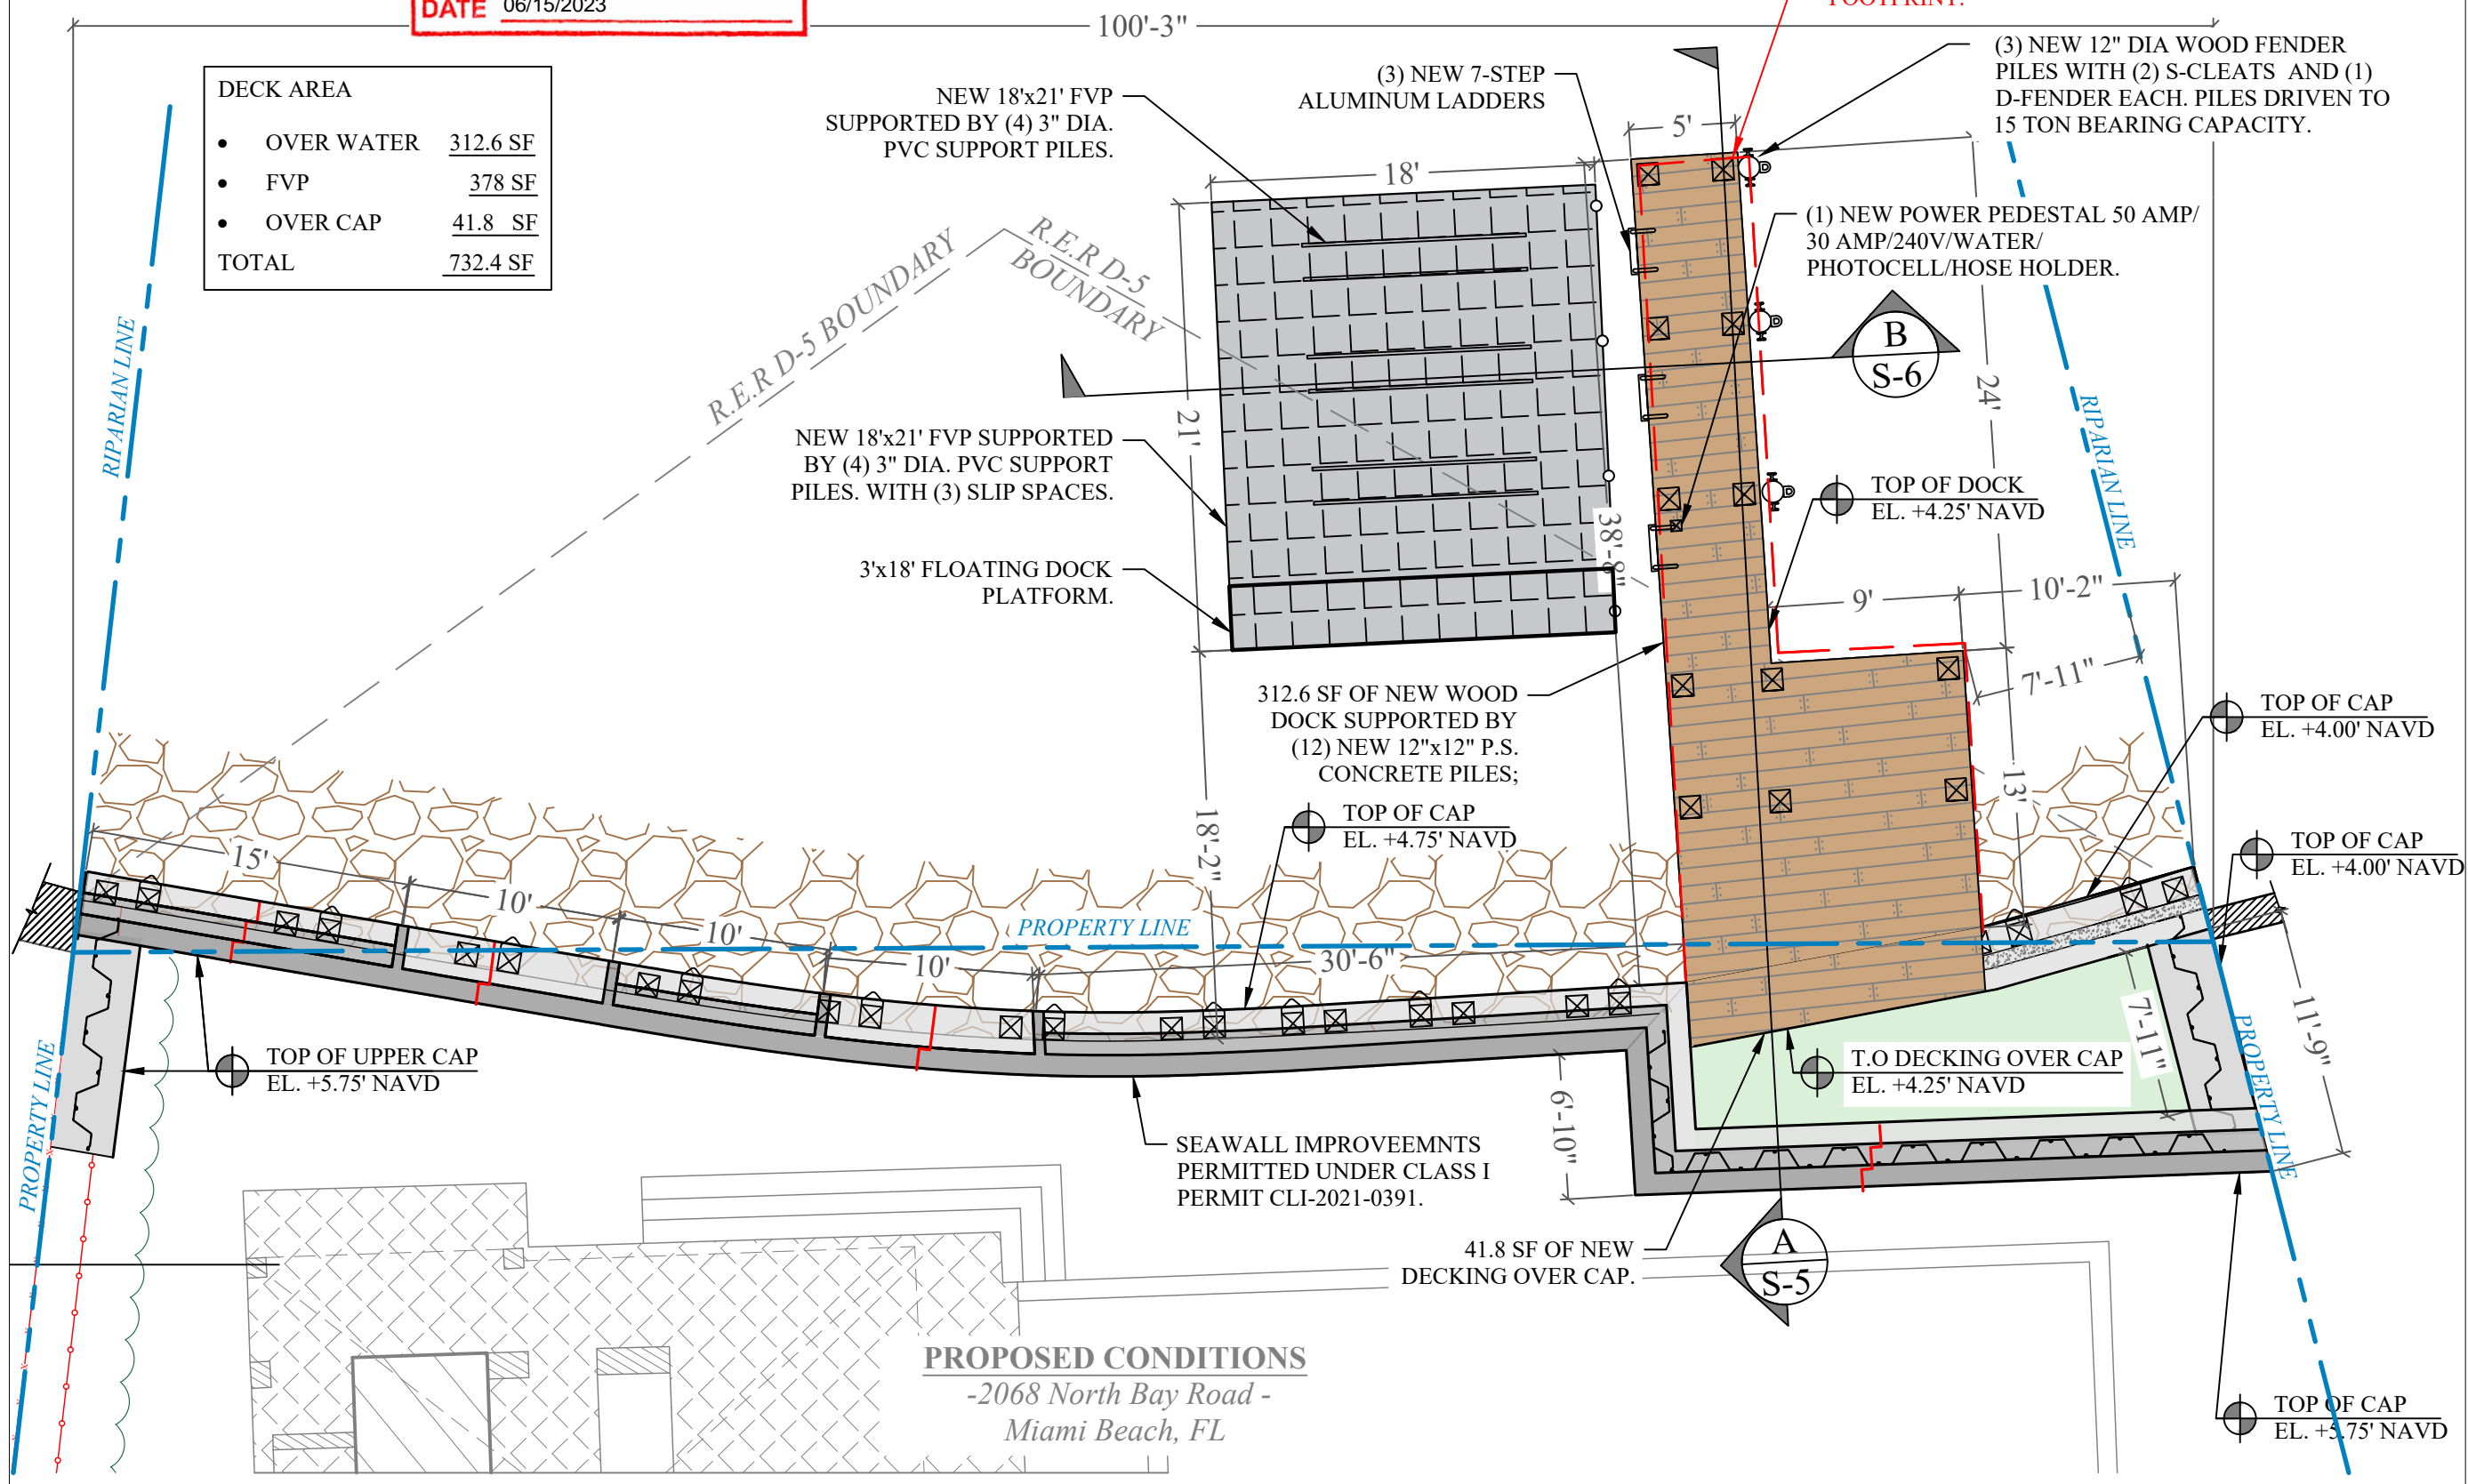 DATE 06/15/2023
FOOTPRINT.
100'-3"
DECK AREA
• OVER WATER 312.6 SF
• FVP 378 SF
• OVER CAP 41.8 SF
TOTAL 732.4 SF
NEW 18'x21' FVP
SUPPORTED BY (4) 3" DIA.
PVC SUPPORT PILES.
(3) NEW 7-STEP
ALUMINUM LADDERS
(3) NEW 12" DIA WOOD FENDER
PILES WITH (2) S-CLEATS AND (1)
D-FENDER EACH. PILES DRIVEN TO
15 TON BEARING CAPACITY.
5'
18'
(1) NEW POWER PEDESTAL 50 AMP/
30 AMP/240V/WATER/
PHOTOCELL/HOSE HOLDER.
R.E.R D-5 BOUNDARY
R.E.R D-5
BOUNDARY
RIPARIAN LINE
B
S-6
24'
21'
RIPARIAN LINE
NEW 18'x21' FVP SUPPORTED
BY (4) 3" DIA. PVC SUPPORT
PILES. WITH (3) SLIP SPACES.
TOP OF DOCK
EL. +4.25' NAVD
38'-8"
3'x18' FLOATING DOCK
PLATFORM.
9'
10'-2"
7'-11"
312.6 SF OF NEW WOOD
DOCK SUPPORTED BY
(12) NEW 12"x12" P.S.
CONCRETE PILES;
TOP OF CAP
EL. +4.00' NAVD
13'
18'-2"
TOP OF CAP
EL. +4.75' NAVD
TOP OF CAP
EL. +4.00' NAVD
15'
10'
10'
10'
30'-6"
PROPERTY LINE
7'-11"
11'-9"
TOP OF UPPER CAP
EL. +5.75' NAVD
T.O DECKING OVER CAP
EL. +4.25' NAVD
PROPERTY LINE
PROPERTY LINE
6'-10"
SEAWALL IMPROVEEMNTS
PERMITTED UNDER CLASS I
PERMIT CLI-2021-0391.
41.8 SF OF NEW
DECKING OVER CAP.
A
S-5
PROPOSED CONDITIONS
-2068 North Bay Road -
Miami Beach, FL
TOP OF CAP
EL. +5.75' NAVD
D
D
D